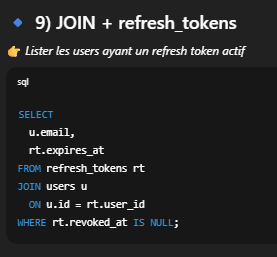 🔹 9) JOIN + refresh_tokens
👉 Lister les users ayant un refresh token actif
sql
SELECT
  u.email,
  rt.expires_at
FROM refresh_tokens rt
JOIN users u
  ON u.id = rt.user_id
WHERE rt.revoked_at IS NULL;